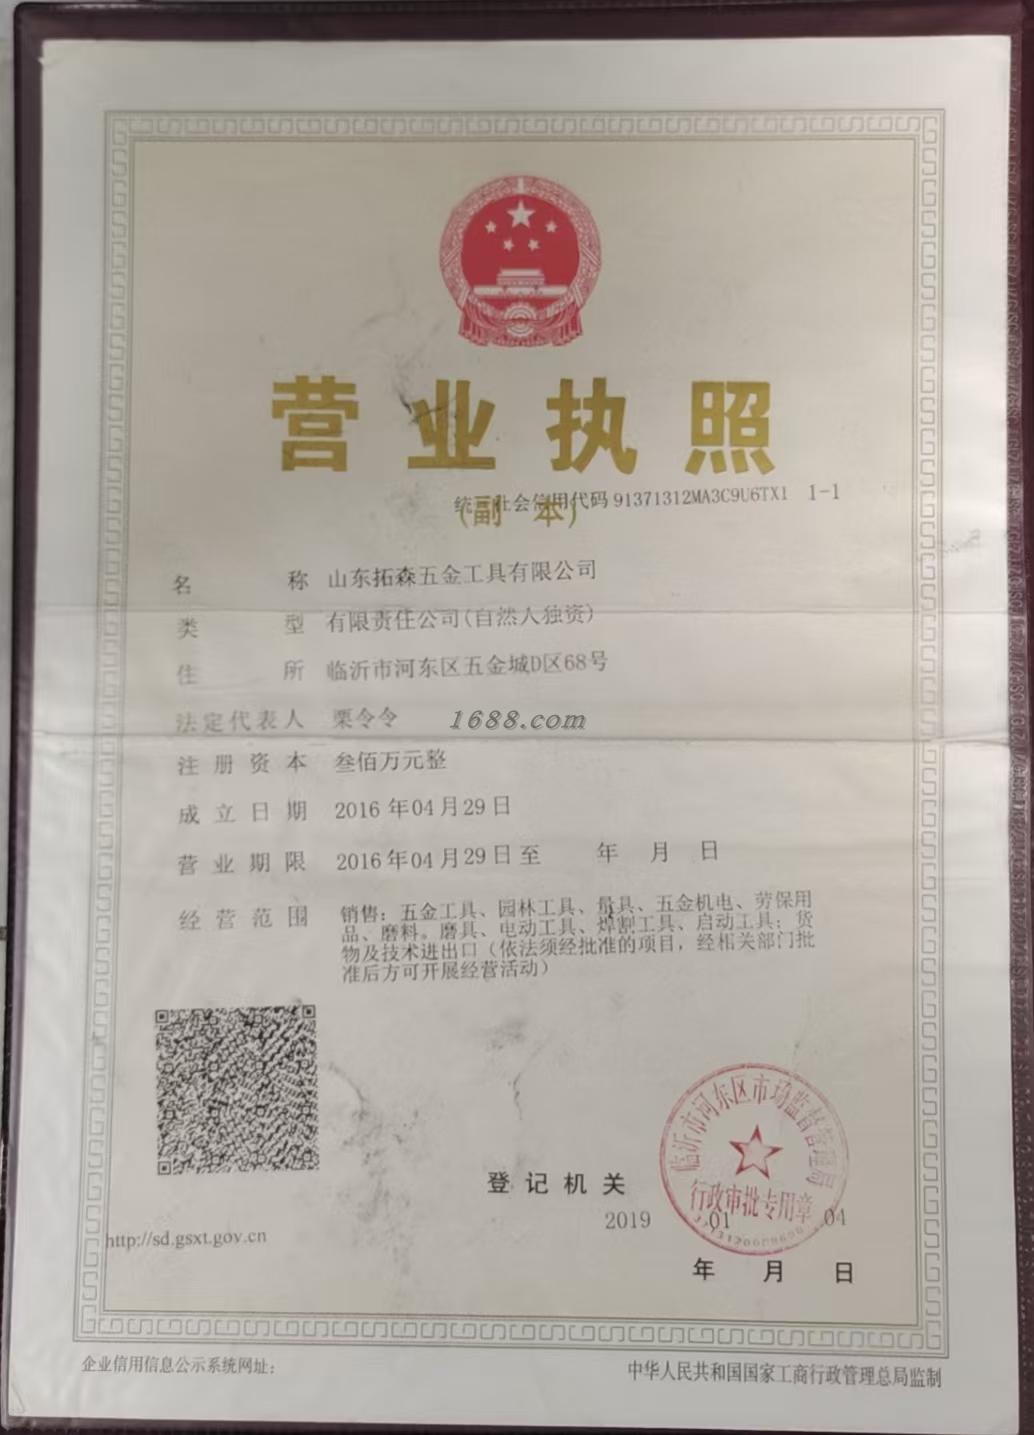 营业执照
(副本)
统一社会信用代码 91371312MA3C9U6TX1 1-1
名称 山东拓森五金工具有限公司
类型 有限责任公司(自然人独资)
住所 临沂市河东区五金城D区68号
法定代表人 栗令令
1688.com
注册资本 叁佰万元整
成立日期 2016年04月29日
营业期限 2016年04月29日至 年 月 日
经营范围 销售：五金工具、园林工具、量具、五金机电、劳保用
品、磨料。磨具、电动工具、焊割工具、启动工具；货
物及技术进出口（依法须经批准的项目，经相关部门批
准后方可开展经营活动）
临沂市河东区市场监督管理局
行政审批专用章
登记机关
2019 01 04
年 月 日
http://sd.gsxt.gov.cn
企业信用信息公示系统网址：
中华人民共和国国家工商行政管理总局监制